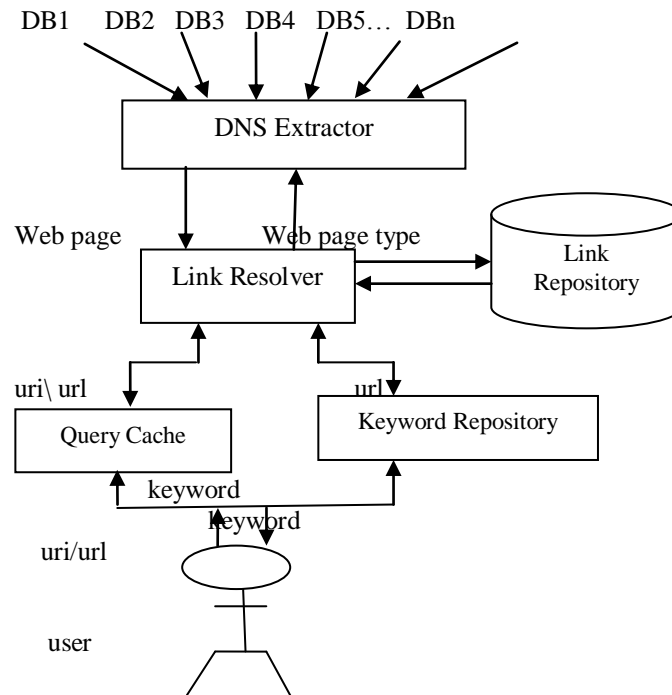 DB1 DB2 DB3 DB4 DB5… DBn
DNS Extractor
Web page Web page type
Link Resolver
Link
Repository
uri\ url url
Query Cache
Keyword Repository
keyword
keyword
uri/url
user